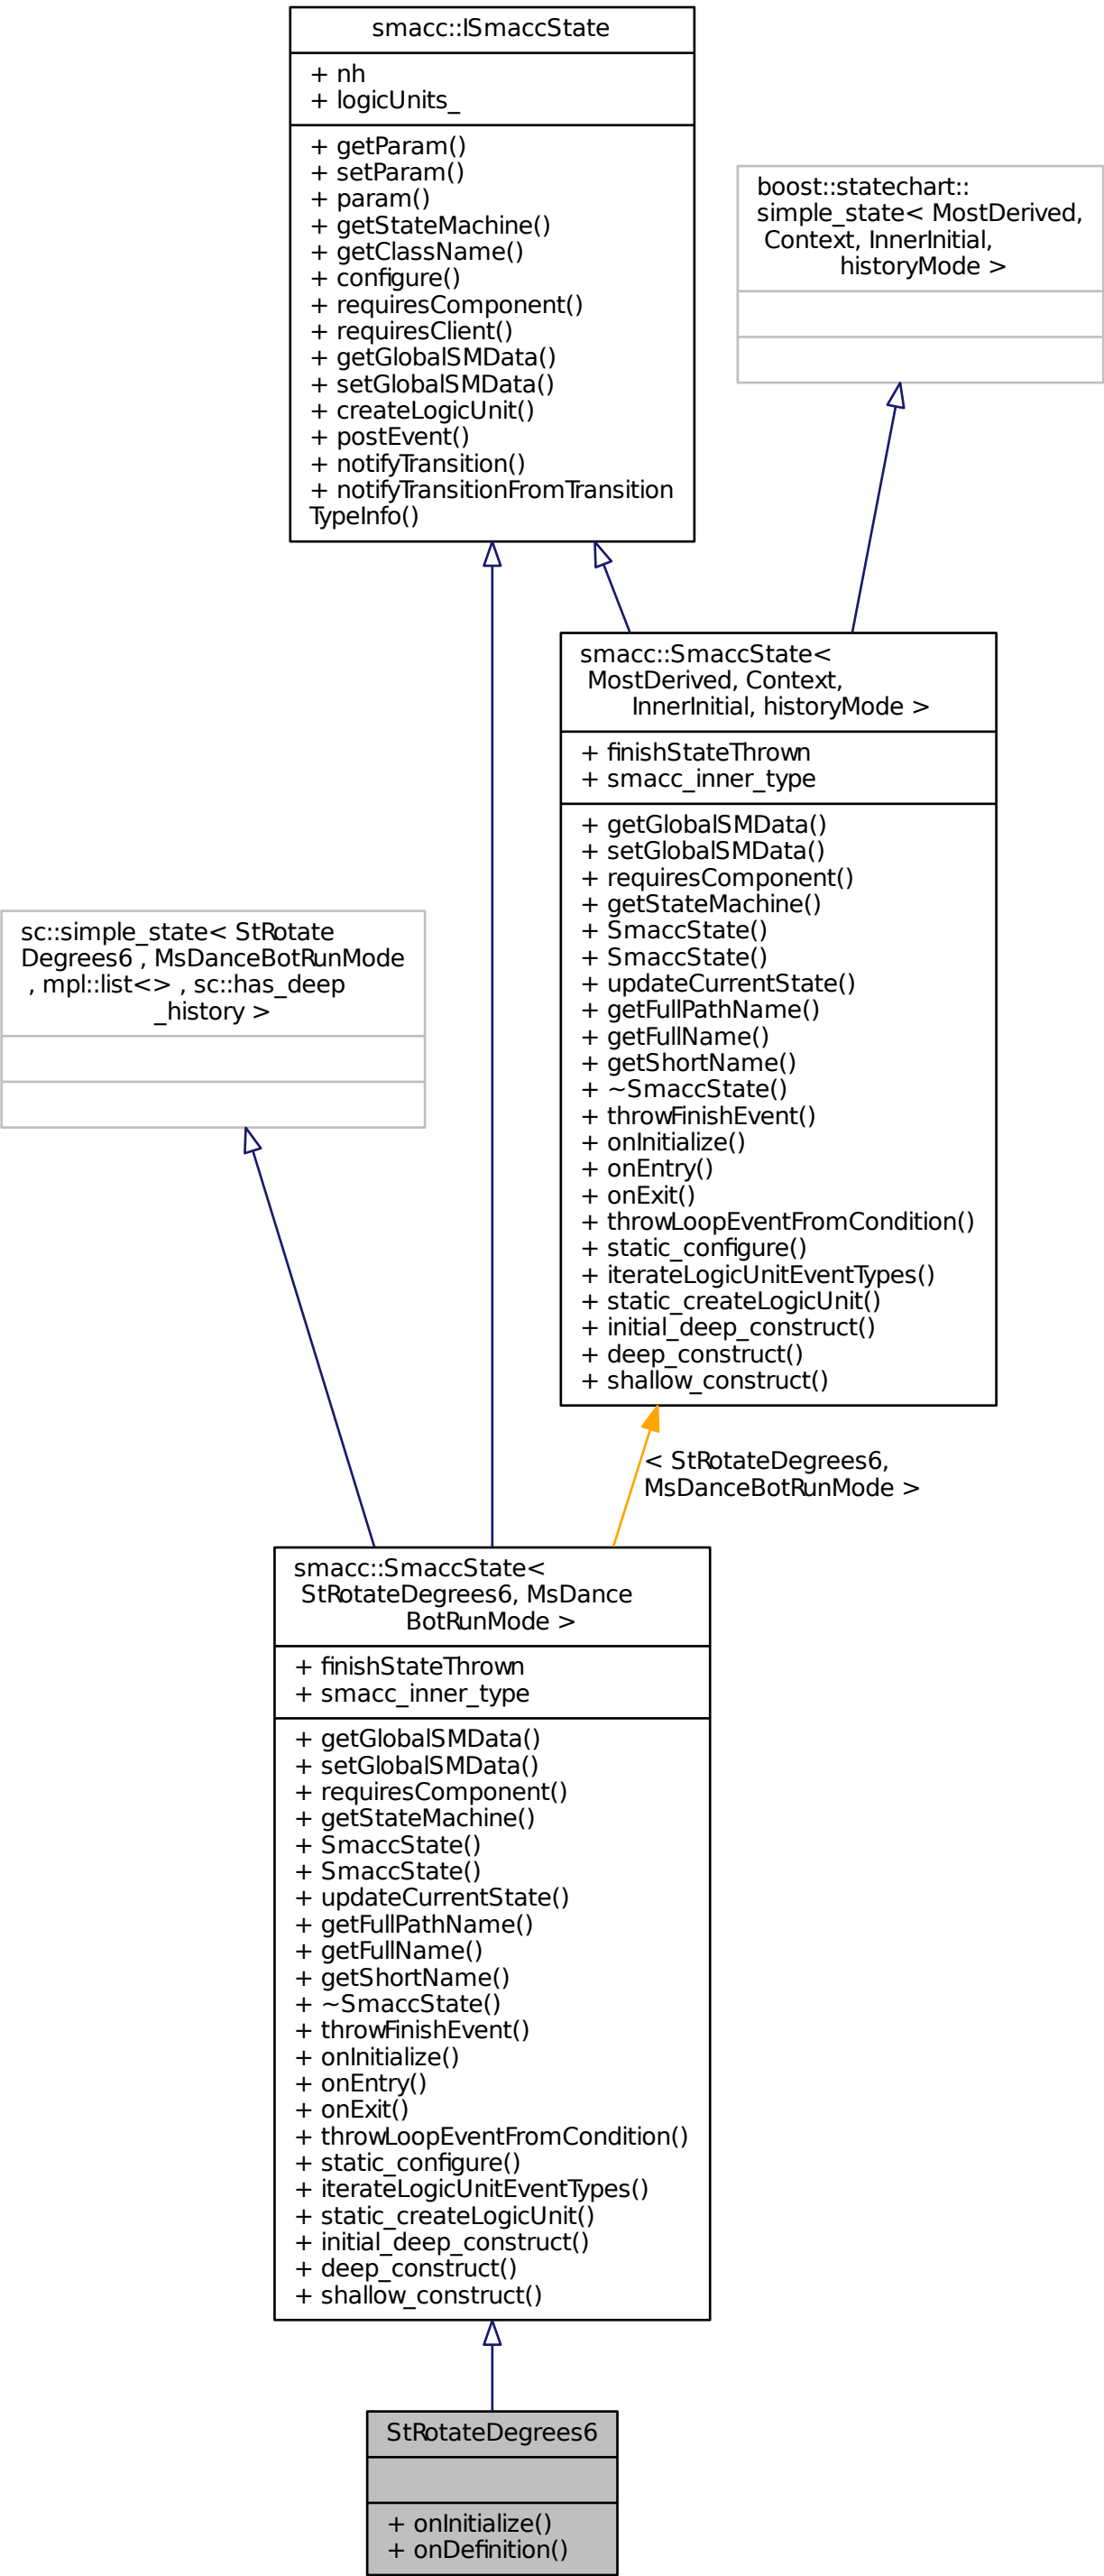 smacc::ISmaccState
+ nh
+ logicUnits_
+ getParam()
+ setParam()
+ param()
+ getStateMachine()
+ getClassName()
+ configure()
+ requiresComponent()
+ requiresClient()
+ getGlobalSMData()
+ setGlobalSMData()
+ createLogicUnit()
+ postEvent()
+ notifyTransition()
+ notifyTransitionFromTransition
TypeInfo()
boost::statechart::
simple_state< MostDerived,
Context, InnerInitial,
historyMode >
smacc::SmaccState<
MostDerived, Context,
InnerInitial, historyMode >
+ finishStateThrown
+ smacc_inner_type
+ getGlobalSMData()
+ setGlobalSMData()
+ requiresComponent()
+ getStateMachine()
+ SmaccState()
+ SmaccState()
+ updateCurrentState()
+ getFullPathName()
+ getFullName()
+ getShortName()
+ ~SmaccState()
+ throwFinishEvent()
+ onInitialize()
+ onEntry()
+ onExit()
+ throwLoopEventFromCondition()
+ static_configure()
+ iterateLogicUnitEventTypes()
+ static_createLogicUnit()
+ initial_deep_construct()
+ deep_construct()
+ shallow_construct()
sc::simple_state< StRotate
Degrees6 , MsDanceBotRunMode
, mpl::list<> , sc::has_deep
_history >
< StRotateDegrees6,
MsDanceBotRunMode >
smacc::SmaccState<
StRotateDegrees6, MsDance
BotRunMode >
+ finishStateThrown
+ smacc_inner_type
+ getGlobalSMData()
+ setGlobalSMData()
+ requiresComponent()
+ getStateMachine()
+ SmaccState()
+ SmaccState()
+ updateCurrentState()
+ getFullPathName()
+ getFullName()
+ getShortName()
+ ~SmaccState()
+ throwFinishEvent()
+ onInitialize()
+ onEntry()
+ onExit()
+ throwLoopEventFromCondition()
+ static_configure()
+ iterateLogicUnitEventTypes()
+ static_createLogicUnit()
+ initial_deep_construct()
+ deep_construct()
+ shallow_construct()
StRotateDegrees6
+ onInitialize()
+ onDefinition()